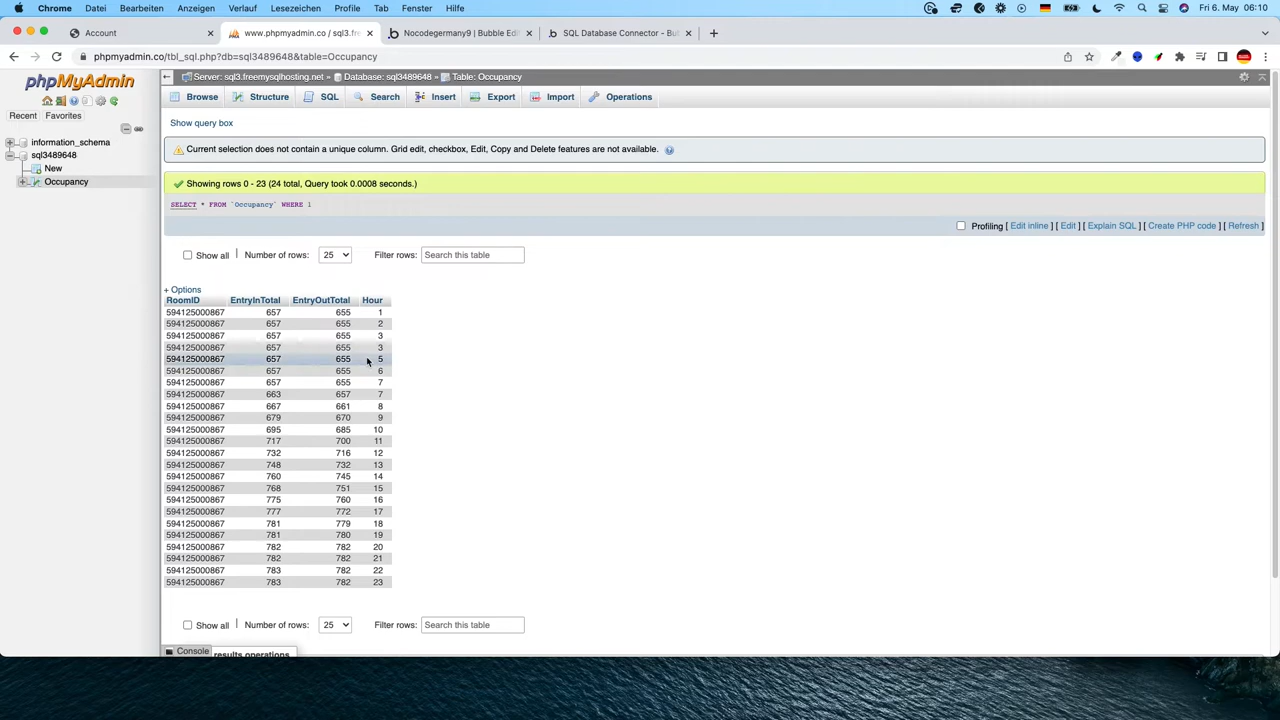 Chrome Datei Bearbeiten Anzeigen Verlauf Lesezeichen Profile Tab Fenster Hilfe Fri 6. May 06:10
Account www.phpmyadmin.co / sql3.fre Nocodegermany9 | Bubble Edi SQL Database Connector - Bu
phpmyadmin.co/tbl_sql.php?db=sql3489648&table=Occupancy
phpMyAdmin
Recent Favorites
information_schema
sql3489648
New
Occupancy
Server: sql3.freemysqlhosting.net » Database: sql3489648 » Table: Occupancy
Browse Structure SQL Search Insert Export Import Operations
Show query box
Current selection does not contain a unique column. Grid edit, checkbox, Edit, Copy and Delete features are not available.
Showing rows 0 - 23 (24 total, Query took 0.0008 seconds.)
SELECT * FROM `Occupancy` WHERE 1
Profiling [ Edit inline ] [ Edit ] [ Explain SQL ] [ Create PHP code ] [ Refresh ]
Show all | Number of rows: 25 Filter rows: Search this table
+ Options
RoomID EntryInTotal EntryOutTotal Hour
594125000867 657 655 1
594125000867 657 655 2
594125000867 657 655 3
594125000867 657 655 3
594125000867 657 655 5
594125000867 657 655 6
594125000867 657 655 7
594125000867 663 657 7
594125000867 667 661 8
594125000867 679 670 9
594125000867 695 685 10
594125000867 717 700 11
594125000867 732 716 12
594125000867 748 732 13
594125000867 760 745 14
594125000867 768 751 15
594125000867 775 760 16
594125000867 777 772 17
594125000867 781 779 18
594125000867 781 780 19
594125000867 782 782 20
594125000867 782 782 21
594125000867 783 782 22
594125000867 783 782 23
Show all | Number of rows: 25 Filter rows: Search this table
Console results operations